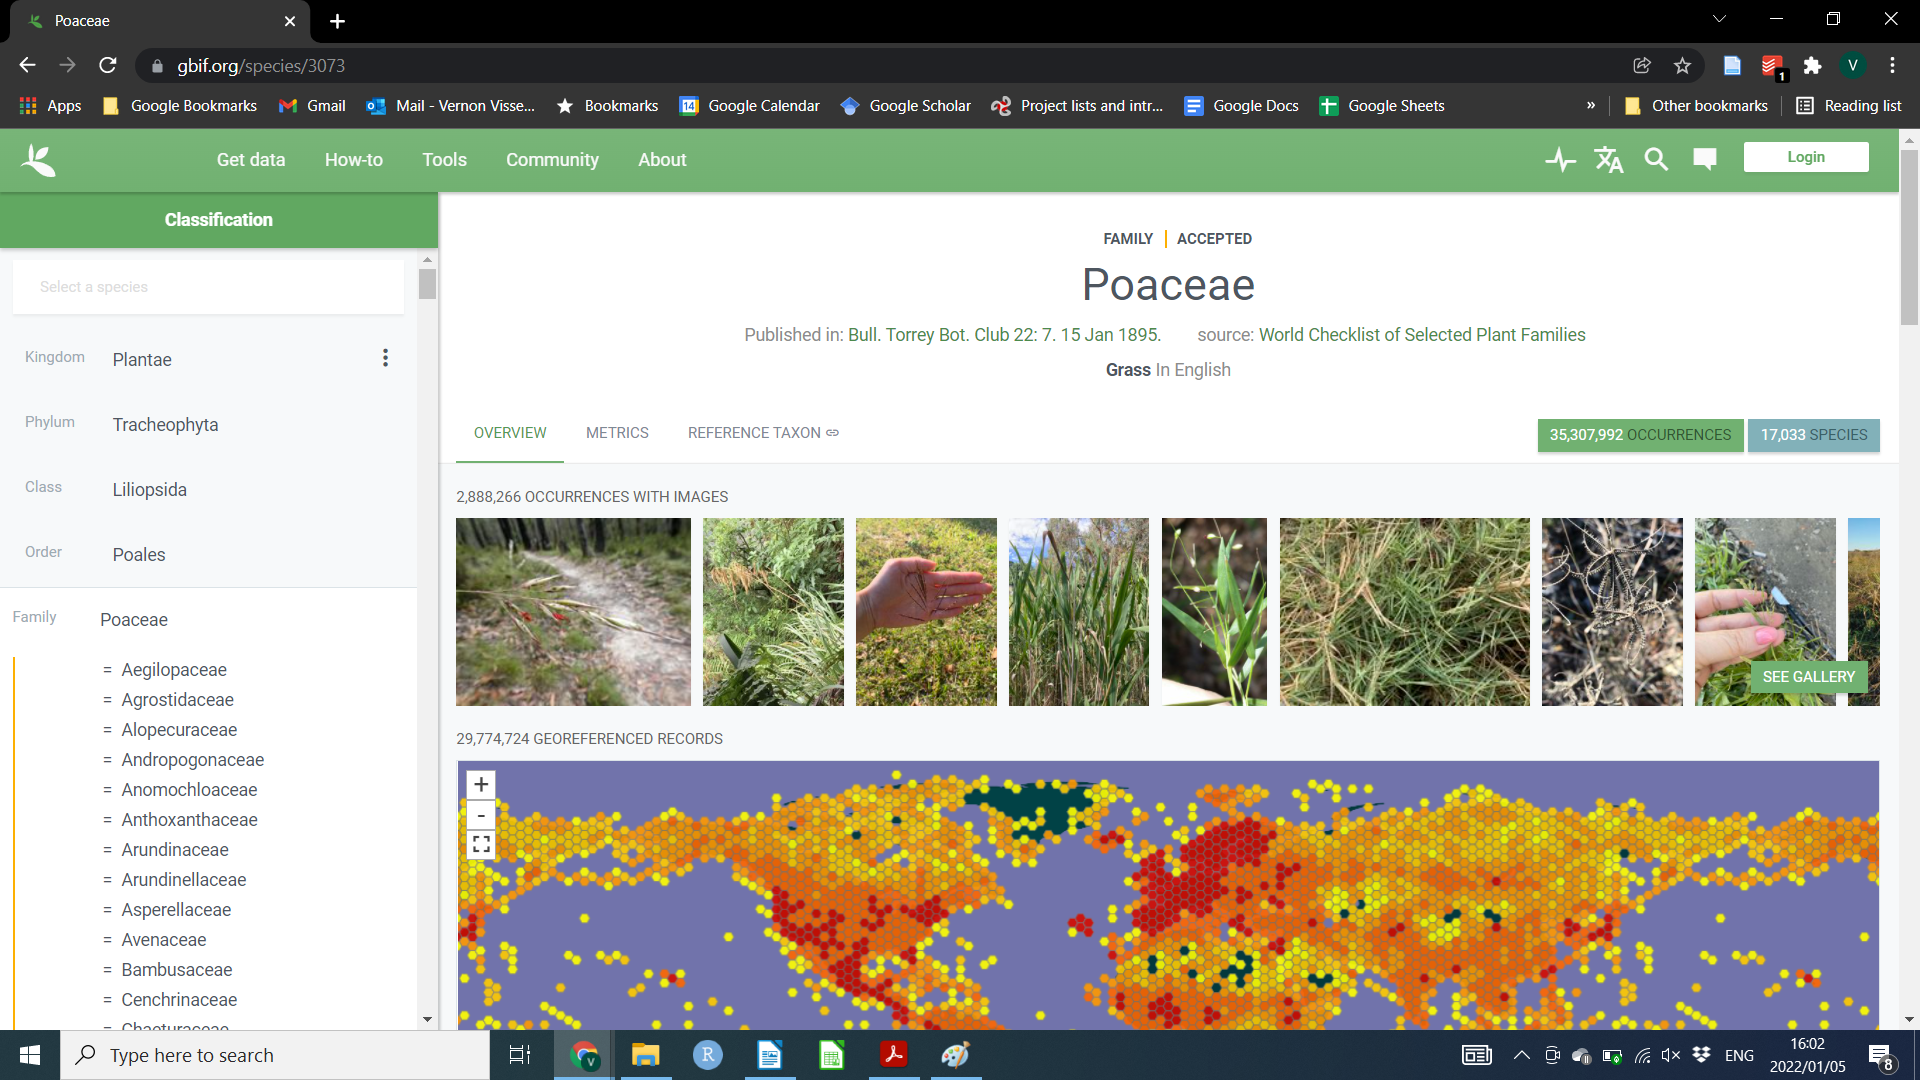 Poaceae
gbif.org/species/3073
1
V
Apps
Google Bookmarks
Gmail
Mail - Vernon Visse...
Bookmarks
14
Google Calendar
Google Scholar
Project lists and intr...
Google Docs
Google Sheets
»
Other bookmarks
Reading list
Get data
How-to
Tools
Community
About
Login
Classification
Select a species
Kingdom Plantae
Phylum Tracheophyta
Class Liliopsida
Order Poales
Family Poaceae
= Aegilopaceae
= Agrostidaceae
= Alopecuraceae
= Andropogonaceae
= Anomochloaceae
= Anthoxanthaceae
= Arundinaceae
= Arundinellaceae
= Asperellaceae
= Avenaceae
= Bambusaceae
= Cenchrinaceae
= Chaeturaceae
FAMILY | ACCEPTED
Poaceae
Published in: Bull. Torrey Bot. Club 22: 7. 15 Jan 1895. source: World Checklist of Selected Plant Families
Grass In English
OVERVIEW
METRICS
REFERENCE TAXON
35,307,992 OCCURRENCES
17,033 SPECIES
2,888,266 OCCURRENCES WITH IMAGES
SEE GALLERY
29,774,724 GEOREFERENCED RECORDS
+
-
Type here to search
V
R
ENG
16:02
2022/01/05
8